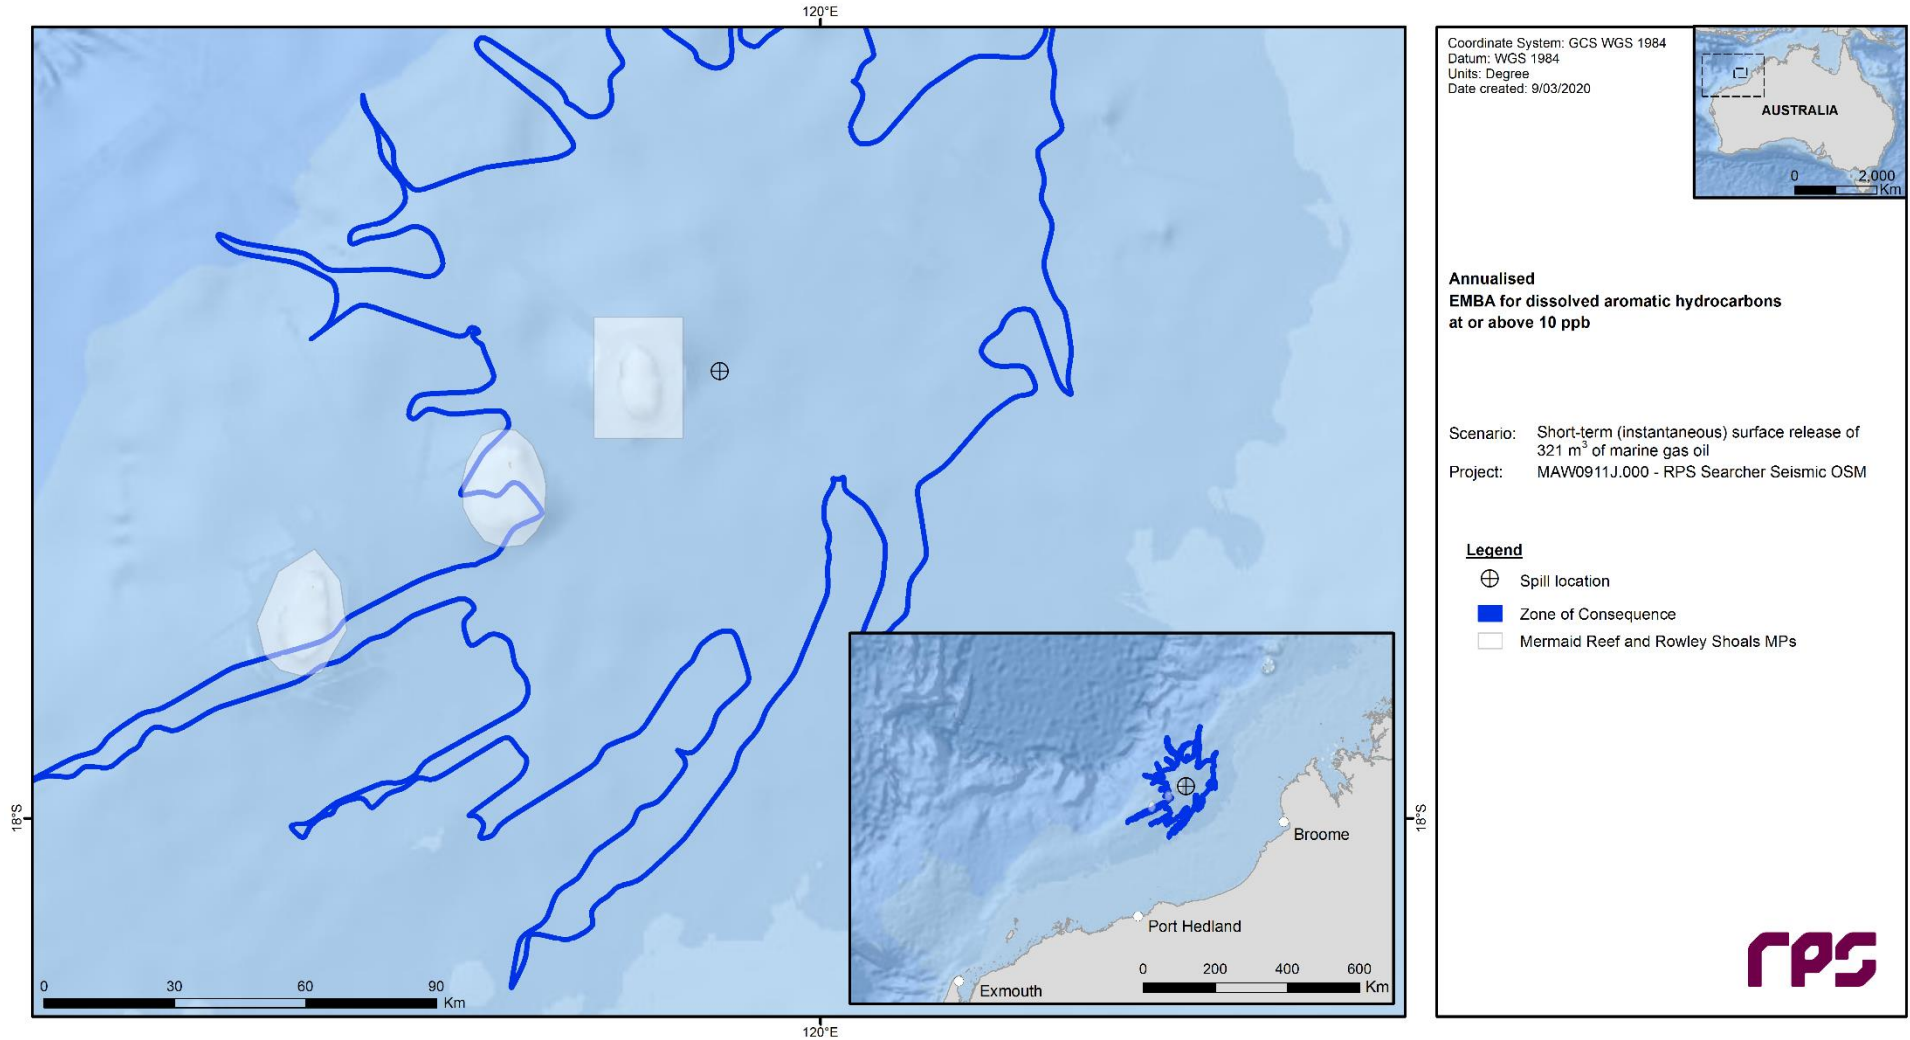 120°E
18°S
18°S
0 30 60 90 Km
120°E
Broome
Port Hedland
Exmouth
0 200 400 600
Km
Coordinate System: GCS WGS 1984
Datum: WGS 1984
Units: Degree
Date created: 9/03/2020
AUSTRALIA
0 2,000
Km
Annualised
EMBA for dissolved aromatic hydrocarbons
at or above 10 ppb
Scenario: Short-term (instantaneous) surface release of
321 m³ of marine gas oil
Project: MAW0911J.000 - RPS Searcher Seismic OSM
Legend
Spill location
Zone of Consequence
Mermaid Reef and Rowley Shoals MPs
rps